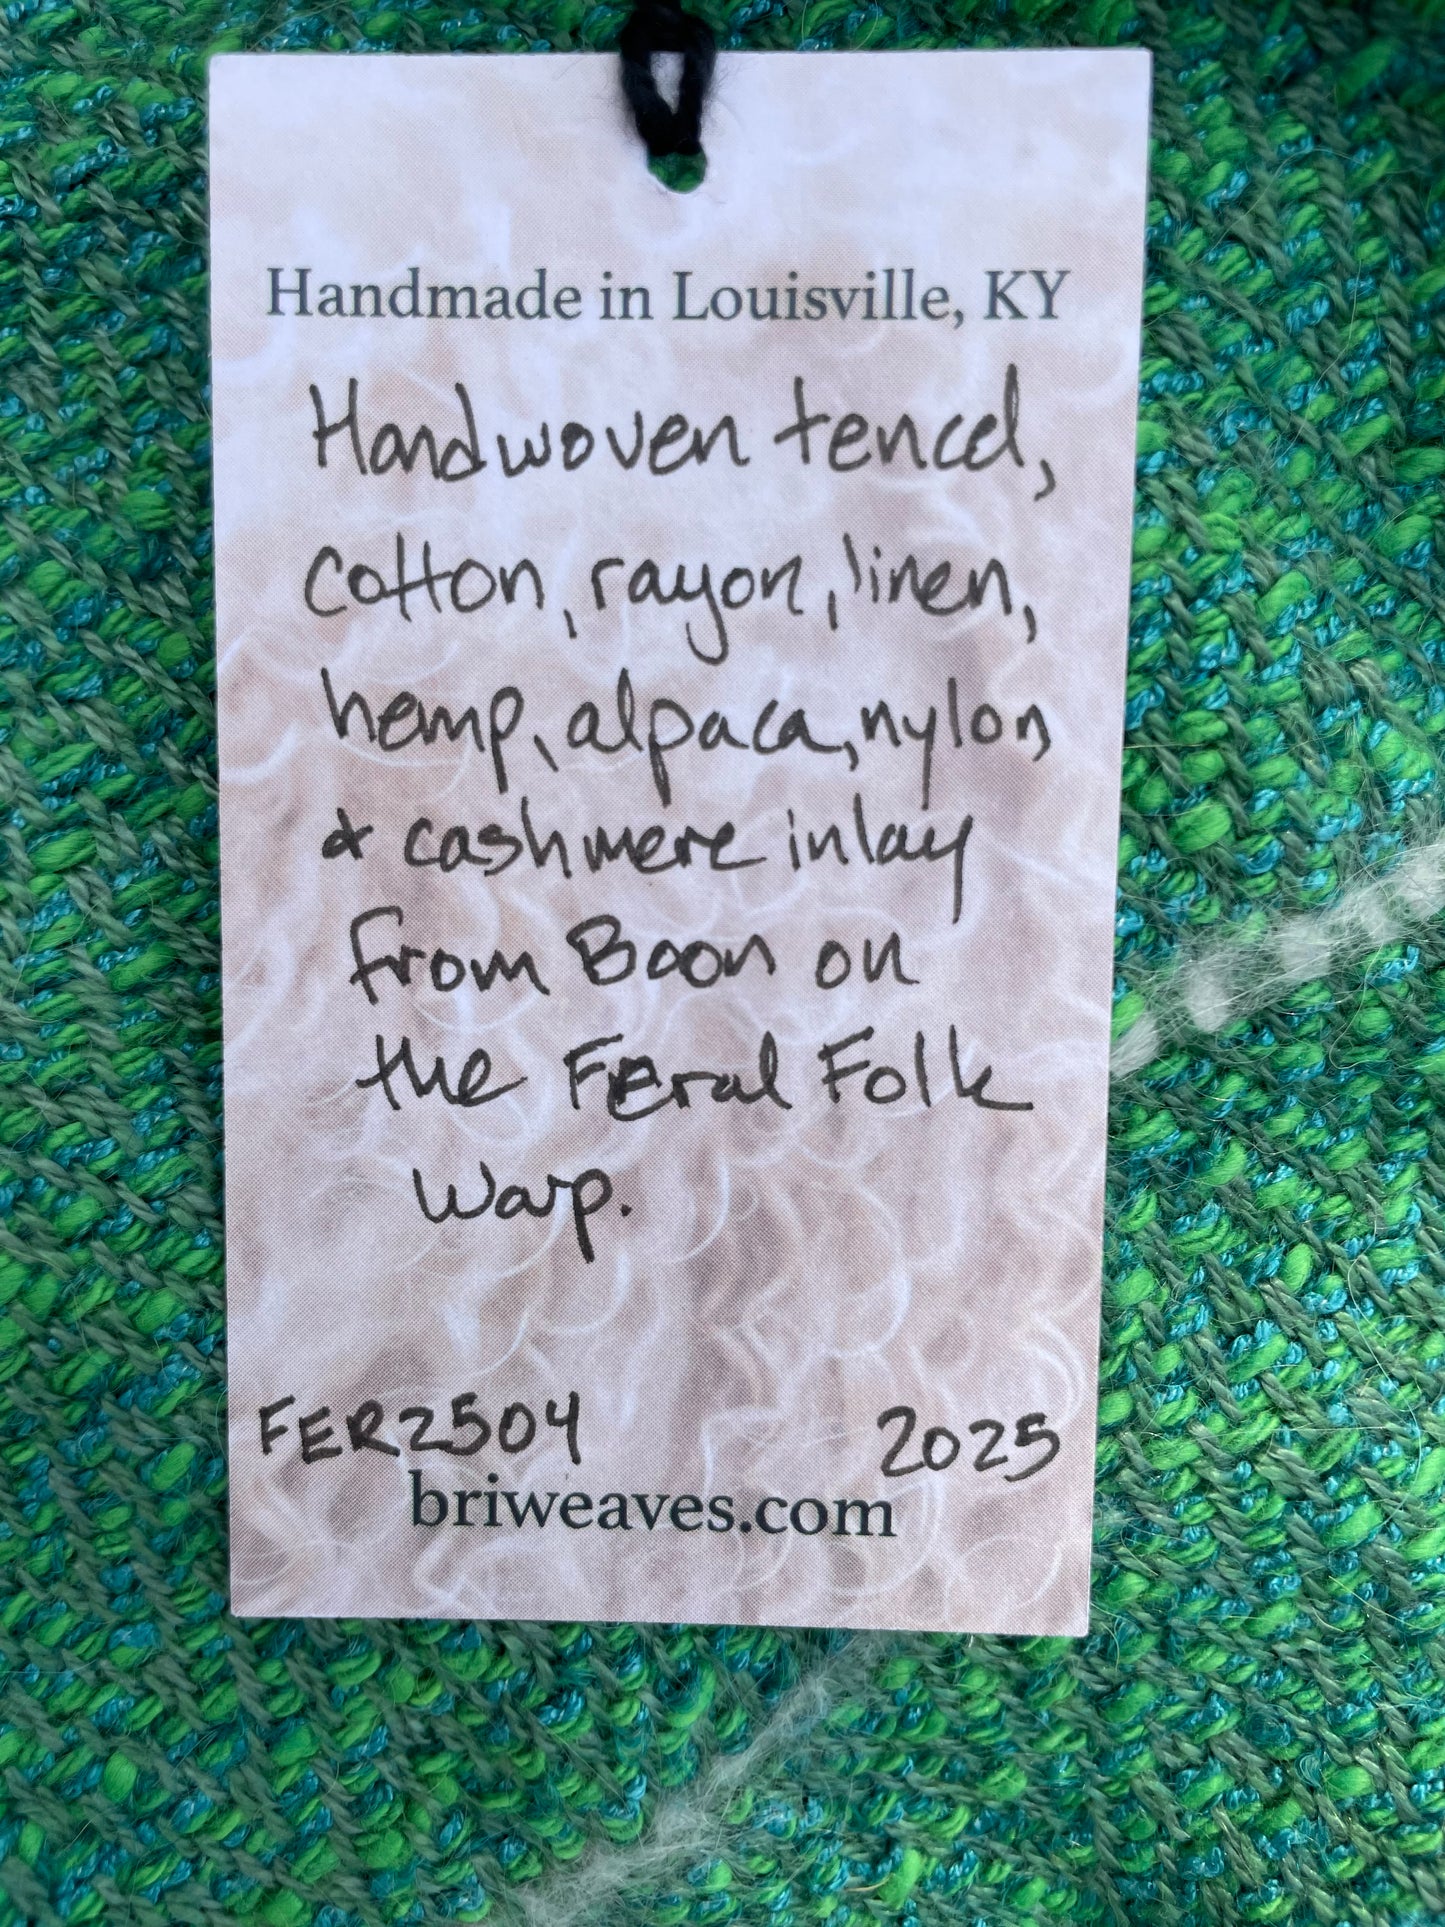 Handmade in Louisville, KY
Handwoven tencel,
cotton, rayon, linen,
hemp, alpaca, nylon,
& cashmere inlay
from Boon on
the Feral Folk
Warp.
FER2504 2025
briweaves.com